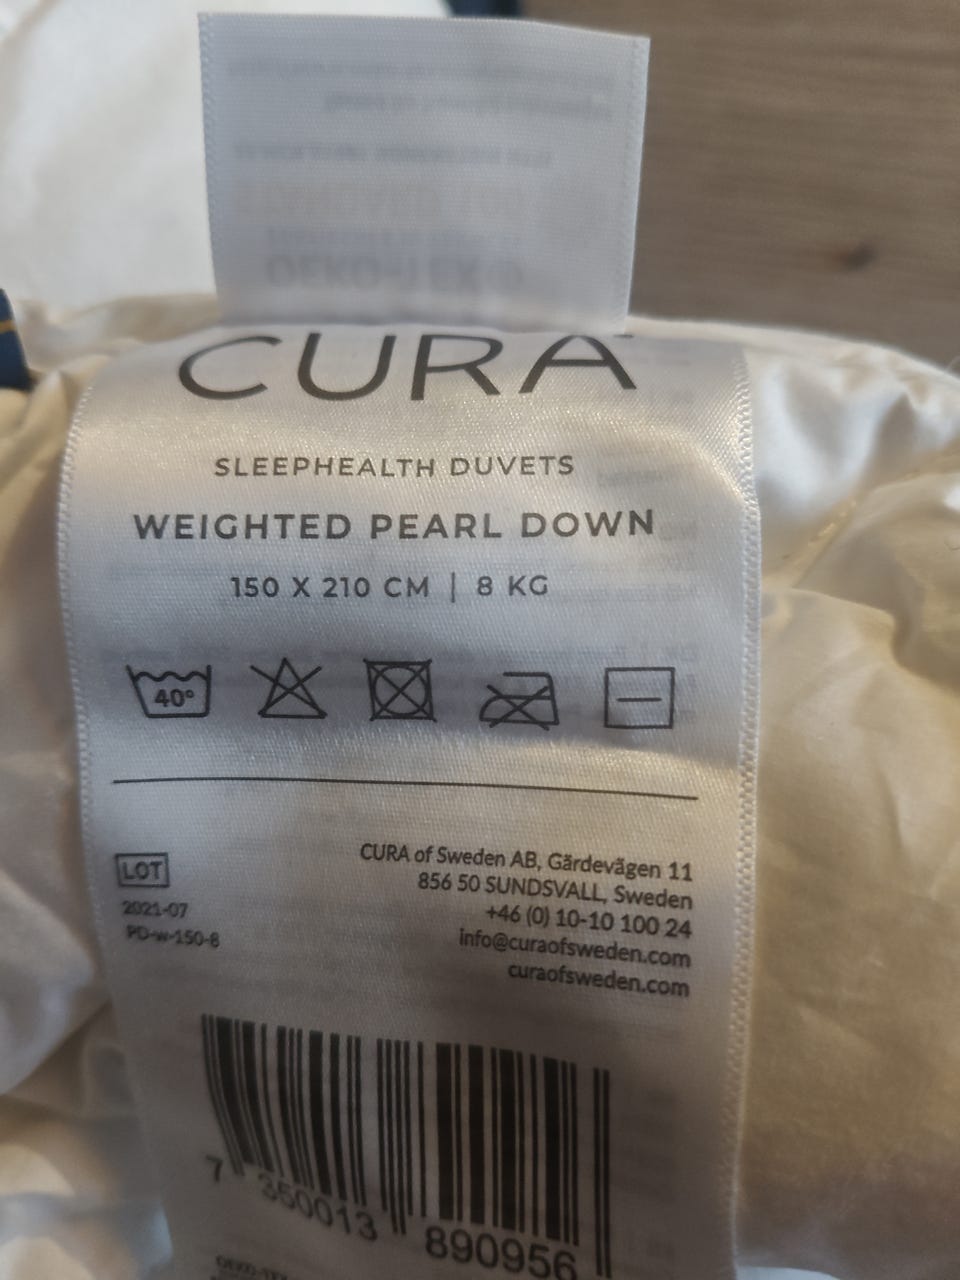 CURA
SLEEPHEALTH DUVETS
WEIGHTED PEARL DOWN
150 X 210 CM | 8 KG
40°
LOT
2021-07
PD-w-150-8
CURA of Sweden AB, Gärdevägen 11
856 50 SUNDSVALL, Sweden
+46 (0) 10-10 100 24
info@curaofsweden.com
curaofsweden.com
7 350013 890956